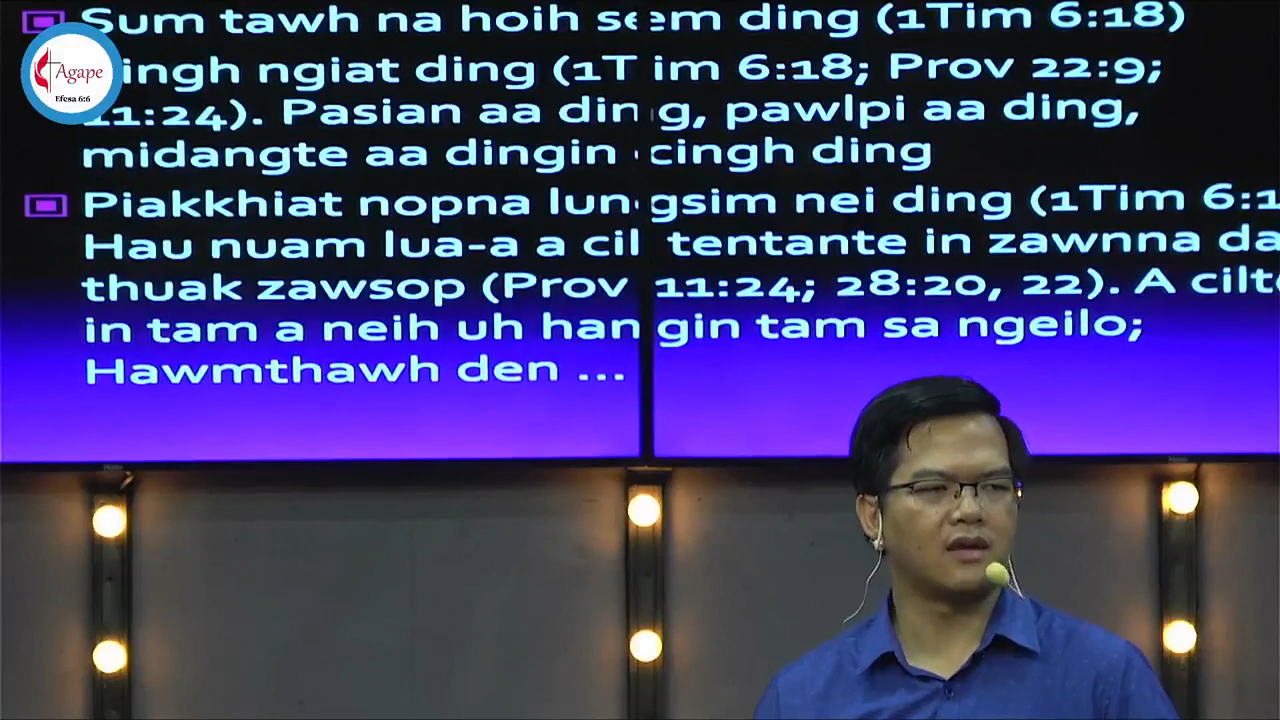 Sum tawh na hoih sem ding (1Tim 6:18)
ingh ngiat ding (1Tim 6:18; Prov 22:9;
11:24). Pasian aa ding, pawlpi aa ding,
midangte aa dingin cingh ding
Piakkhiat nopna lungsim nei ding (1Tim 6:1
Hau nuam lua-a a cil tentante in zawnna da
thuak zawsop (Prov 11:24; 28:20, 22). A cilt
in tam a neih uh hangin tam sa ngeilo;
Hawmthawh den ...
Agape
Efesa 6:6